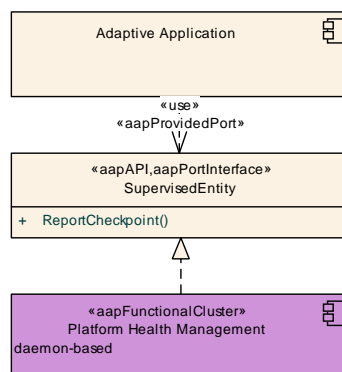 Adaptive Application
«use»
«aapProvidedPort»
«aapAPI,aapPortInterface»
SupervisedEntity
+ ReportCheckpoint()
«aapFunctionalCluster»
Platform Health Management
daemon-based